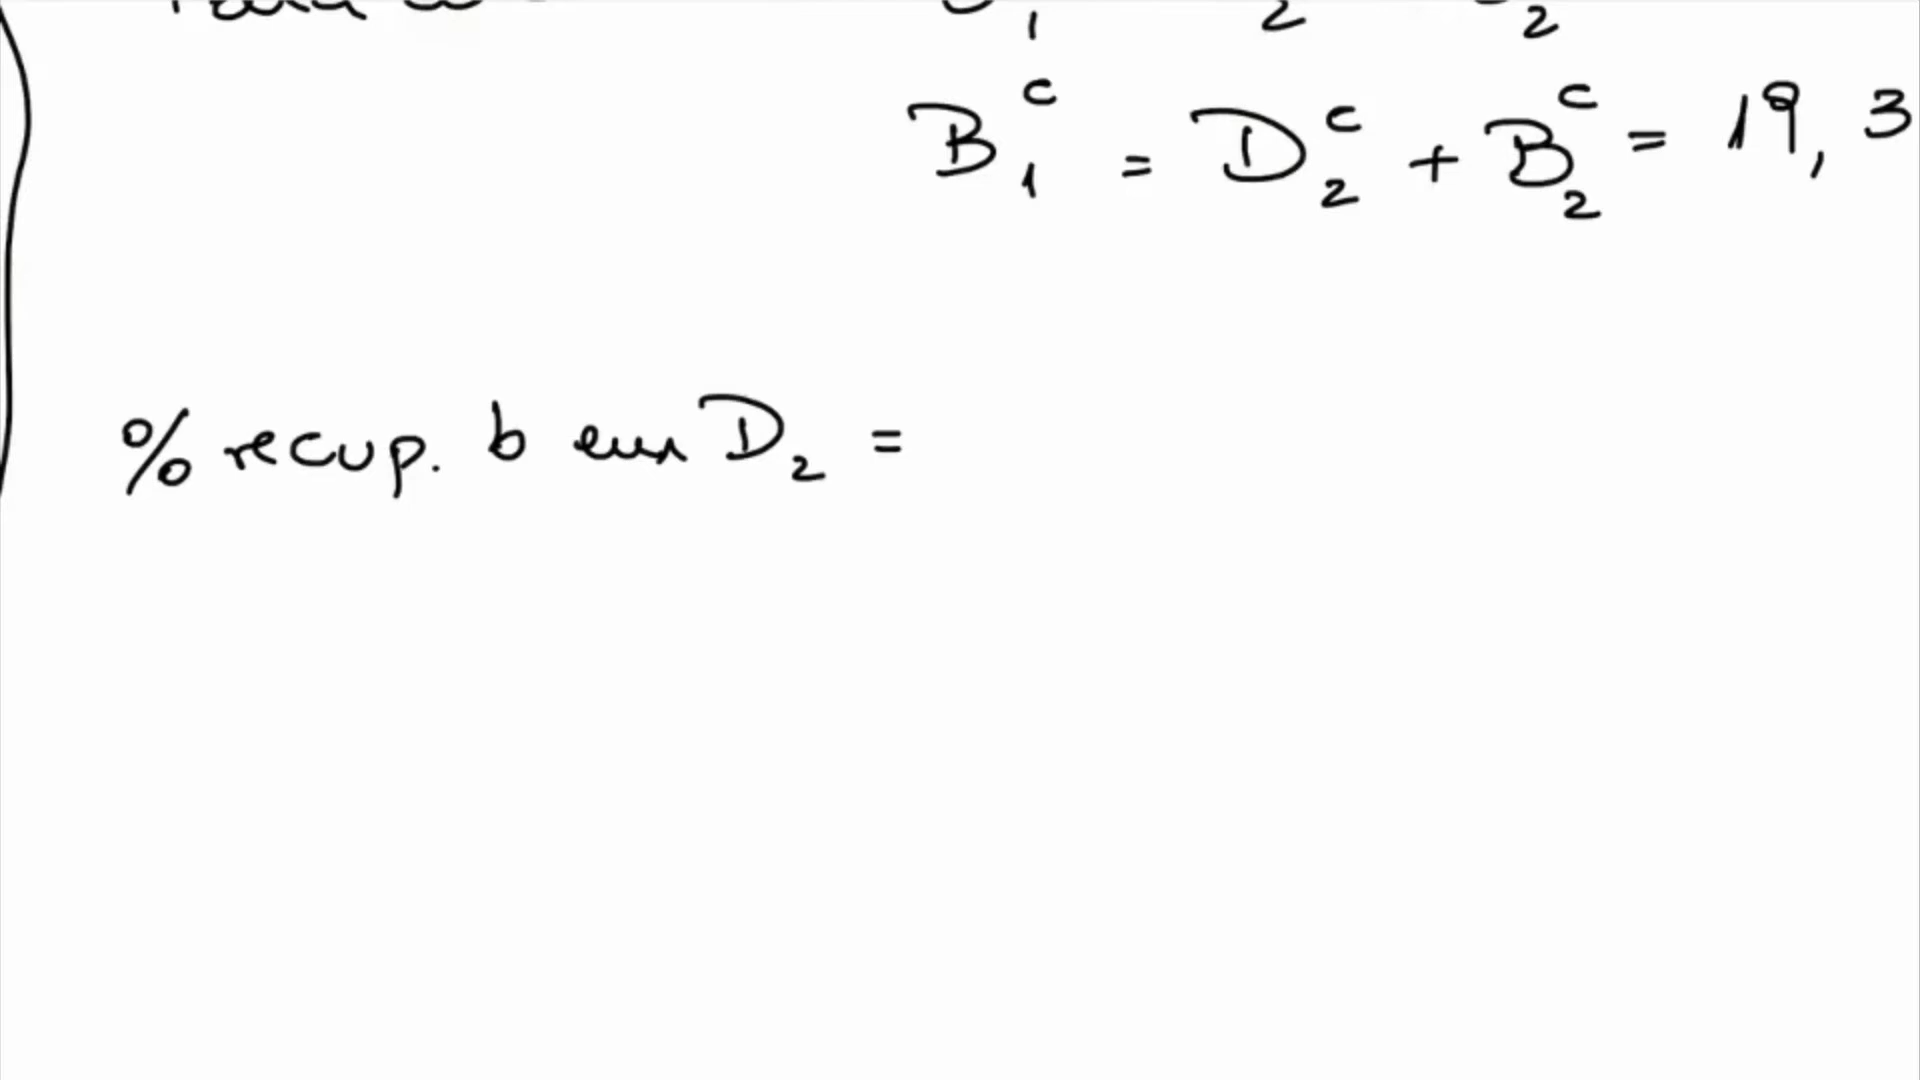 B₁ᶜ = D₂ᶜ + B₂ᶜ = 19,3
% recup. b em D₂ =